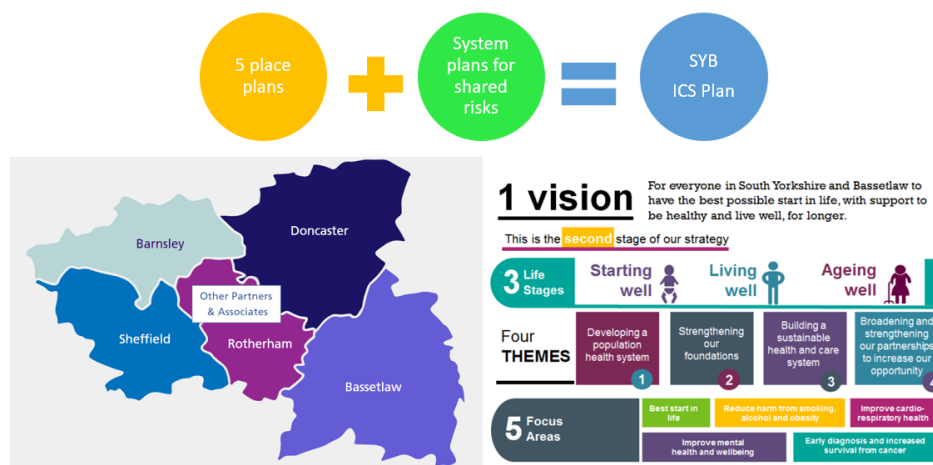 5 place
plans
System
plans for
shared
risks
SYB
ICS Plan
Barnsley
Doncaster
Other Partners
& Associates
Sheffield
Rotherham
Bassetlaw
1 vision
For everyone in South Yorkshire and Bassetlaw to
have the best possible start in life, with support to
be healthy and live well, for longer.
This is the second stage of our strategy
3 Life
Stages
Starting
well
Living
well
Ageing
well
Four
THEMES
Developing a
population
health system
1
Strengthening
our
foundations
2
Building a
sustainable
health and care
system
3
Broadening and
strengthening
our partnerships
to increase our
opportunity
4
5 Focus
Areas
Best start in
life
Reduce harm from smoking,
alcohol and obesity
Improve cardio-
respiratory health
Improve mental
health and wellbeing
Early diagnosis and increased
survival from cancer